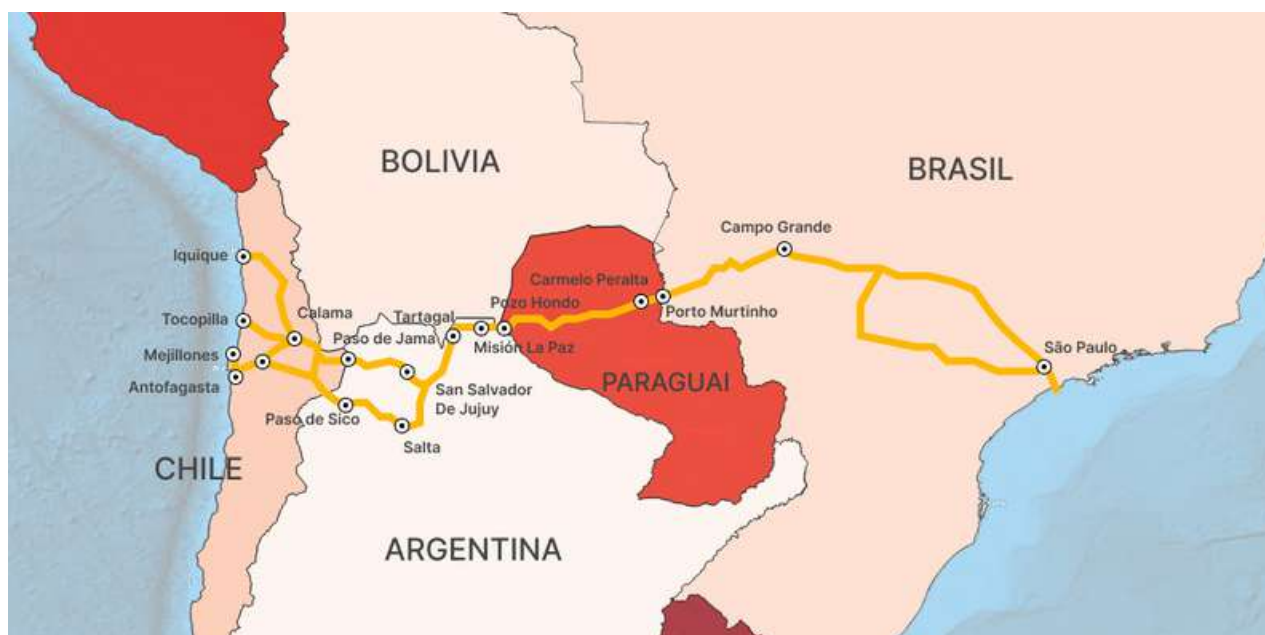 BOLIVIA
BRASIL
Campo Grande
Iquique
Carmelo Peralta
Pozo Hondo
Porto Murtinho
Tocopilla
Calama
Tartagal
Paso de Jama
Misión La Paz
Mejillones
São Paulo
Antofagasta
PARAGUAI
San Salvador
De Jujuy
Paso de Sico
Salta
CHILE
ARGENTINA